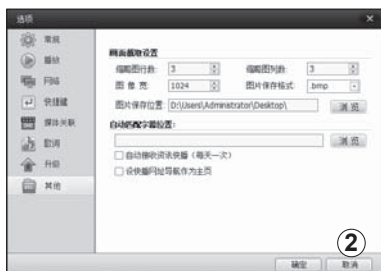 选项
常规
播放
网络
快捷键
媒体关联
取消
升级
其他
画面截取设置
缩略图行数: 3 缩略图列数: 3
图像宽: 1024 图片保存格式: .bmp
图片保存位置: D:\Users\Administrator\Desktop\ 浏览
自动匹配字幕位置:
浏览
自动接收资讯快播(每天一次)
设快播网址导航作为主页
②
确定 取消